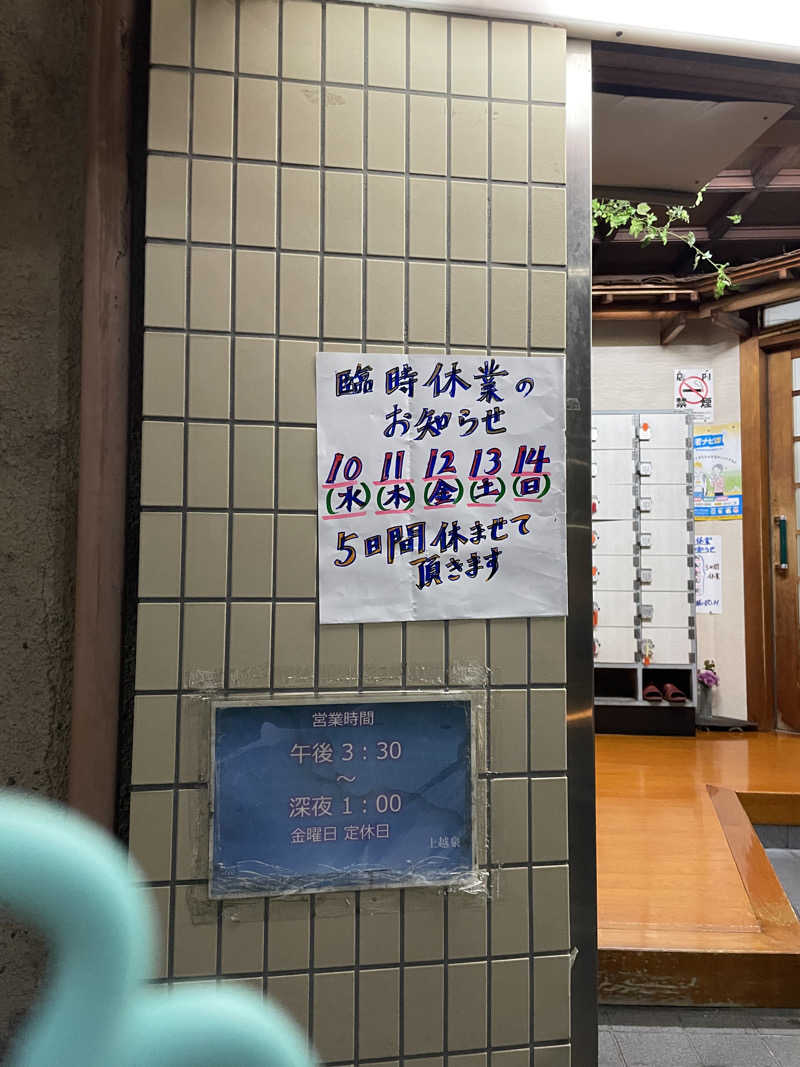 臨時休業の
お知らせ
10 11 12 13 14
(水)(木)(金)(土)(日)
5日間休ませて
頂きます
営業時間
午後 3：30
～
深夜 1：00
金曜日 定休日
上越泉
禁煙